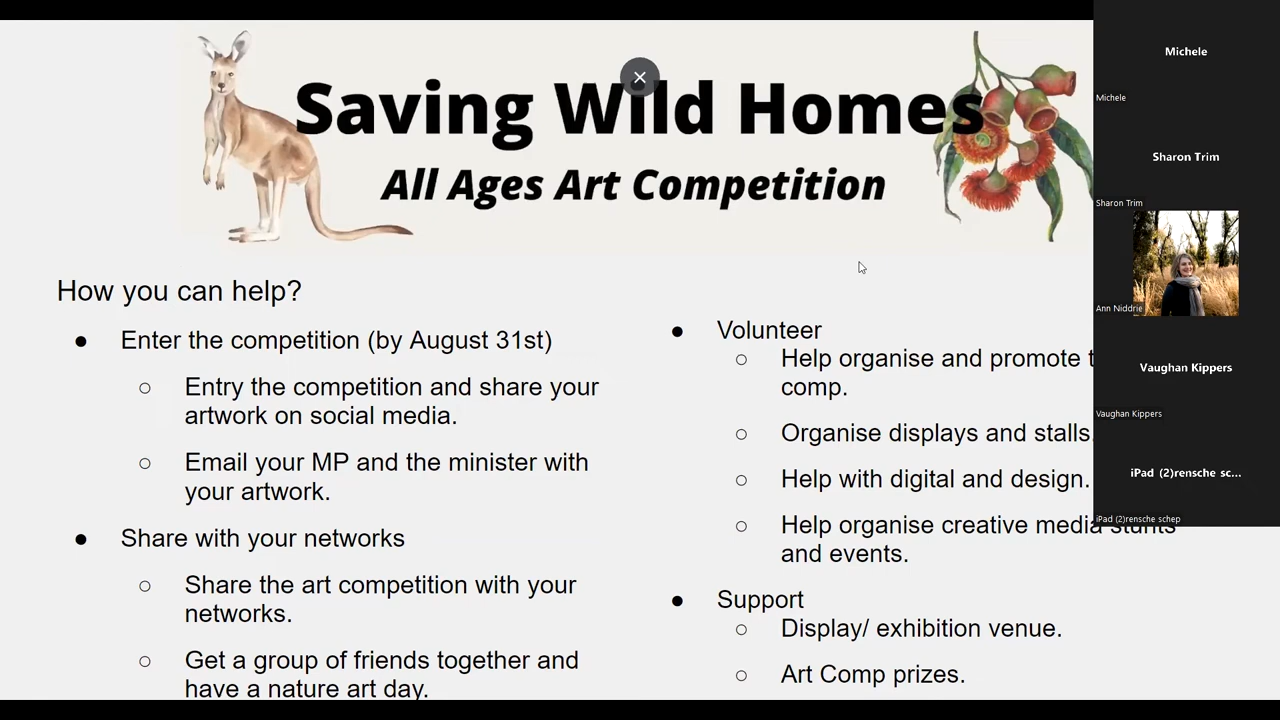 Saving Wild Homes
All Ages Art Competition
How you can help?
● Enter the competition (by August 31st)
○ Entry the competition and share your
artwork on social media.
○ Email your MP and the minister with
your artwork.
● Share with your networks
○ Share the art competition with your
networks.
○ Get a group of friends together and
have a nature art day.
● Volunteer
○ Help organise and promote
comp.
○ Organise displays and stalls.
○ Help with digital and design.
○ Help organise creative media stunts
and events.
● Support
○ Display/ exhibition venue.
○ Art Comp prizes.
Michele
Michele
Sharon Trim
Sharon Trim
Ann Niddrie
Vaughan Kippers
Vaughan Kippers
iPad (2)rensche sc...
iPad (2)rensche schep